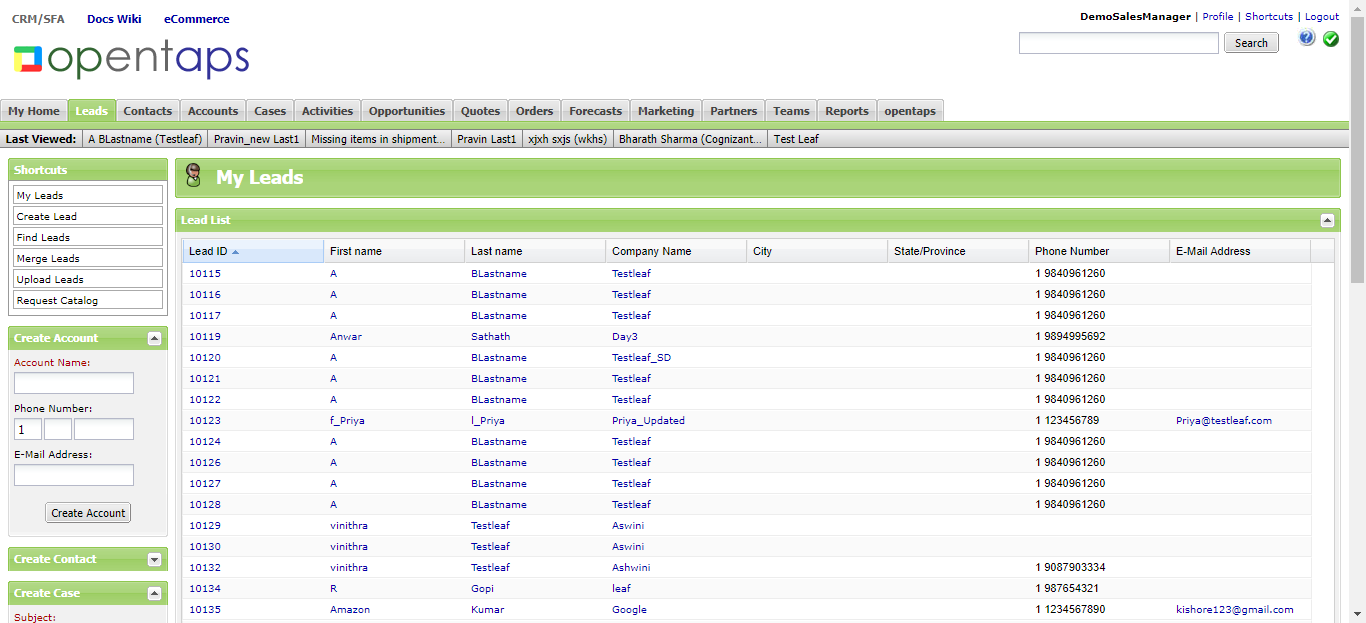 CRM/SFA Docs Wiki eCommerce
DemoSalesManager | Profile | Shortcuts | Logout
opentaps
Search
My Home Leads Contacts Accounts Cases Activities Opportunities Quotes Orders Forecasts Marketing Partners Teams Reports opentaps
Last Viewed: A BLastname (Testleaf) Pravin_new Last1 Missing items in shipment... Pravin Last1 xjxh sxjs (wkhs) Bharath Sharma (Cognizant... Test Leaf
Shortcuts
My Leads
Create Lead
Find Leads
Merge Leads
Upload Leads
Request Catalog
Create Account
Account Name:
Phone Number:
1
E-Mail Address:
Create Account
Create Contact
Create Case
Subject:
My Leads
Lead List
Lead ID First name Last name Company Name City State/Province Phone Number E-Mail Address
10115 A BLastname Testleaf 1 9840961260
10116 A BLastname Testleaf 1 9840961260
10117 A BLastname Testleaf 1 9840961260
10119 Anwar Sathath Day3 1 9894995692
10120 A BLastname Testleaf_SD 1 9840961260
10121 A BLastname Testleaf 1 9840961260
10122 A BLastname Testleaf 1 9840961260
10123 f_Priya l_Priya Priya_Updated 1 123456789 Priya@testleaf.com
10124 A BLastname Testleaf 1 9840961260
10126 A BLastname Testleaf 1 9840961260
10127 A BLastname Testleaf 1 9840961260
10128 A BLastname Testleaf 1 9840961260
10129 vinithra Testleaf Aswini
10130 vinithra Testleaf Aswini
10132 vinithra Testleaf Ashwini 1 9087903334
10134 R Gopi leaf 1 987654321
10135 Amazon Kumar Google 1 1234567890 kishore123@gmail.com